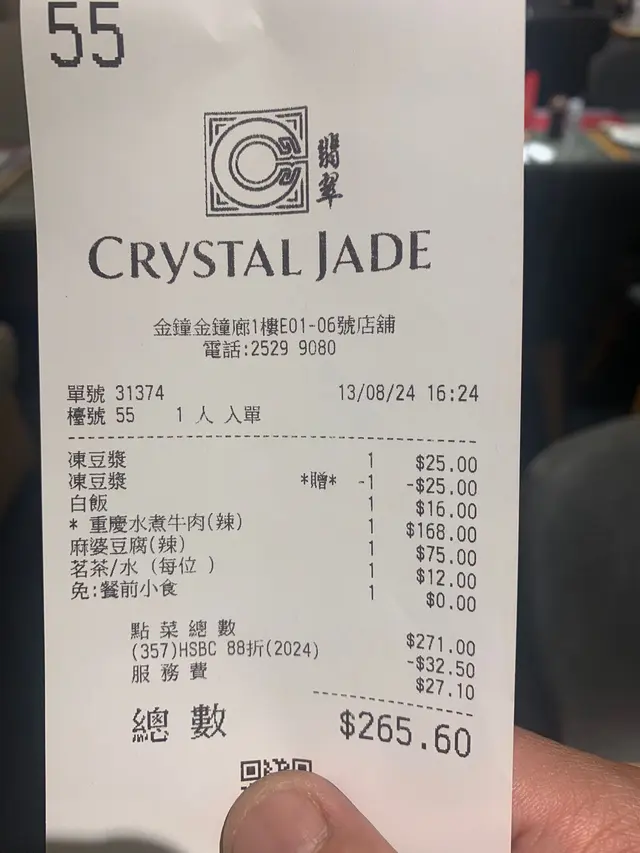 55
翡翠
CRYSTAL JADE
金鐘金鐘廊1樓E01-06號店舖
電話:2529 9080
單號 31374 13/08/24 16:24
檯號 55 1 人 入單
凍豆漿 1 $25.00
凍豆漿 *贈* -1 -$25.00
白飯 1 $16.00
* 重慶水煮牛肉(辣) 1 $168.00
麻婆豆腐(辣) 1 $75.00
茗茶/水 (每位 ) 1 $12.00
免:餐前小食 1 $0.00
點菜總數 $271.00
(357)HSBC 88折(2024) -$32.50
服務費 $27.10
總數 $265.60